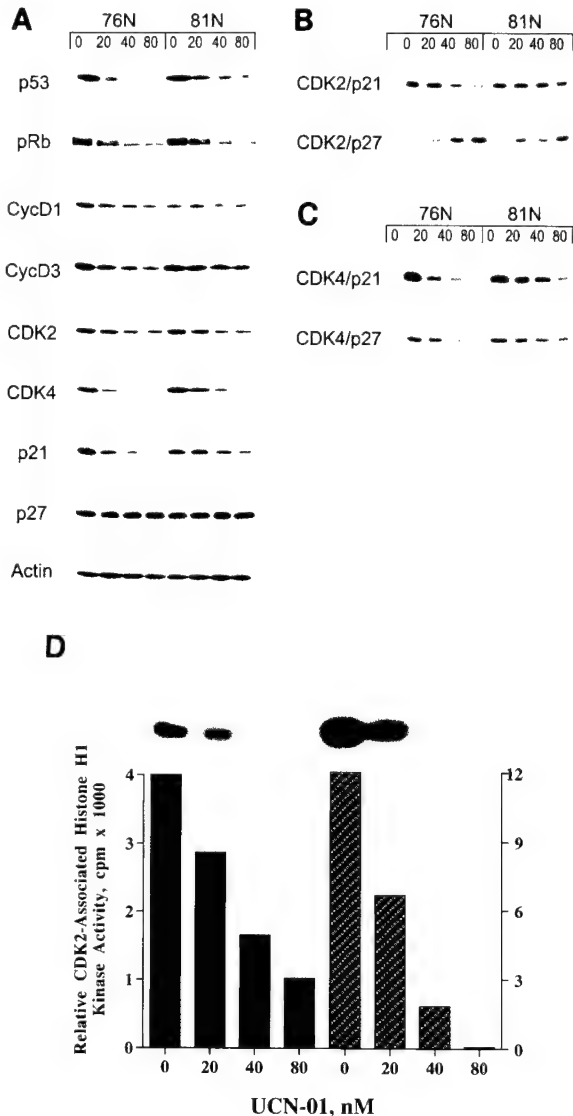 A
76N 81N
0 20 40 80 0 20 40 80
p53
pRb
CycD1
CycD3
CDK2
CDK4
p21
p27
Actin
B
76N 81N
0 20 40 80 0 20 40 80
CDK2/p21
CDK2/p27
C
76N 81N
0 20 40 80 0 20 40 80
CDK4/p21
CDK4/p27
D
Relative CDK2-Associated Histone H1
Kinase Activity, cpm x 1000
4
3
2
1
0
12
9
6
3
0
0 20 40 80 0 20 40 80
UCN-01, nM